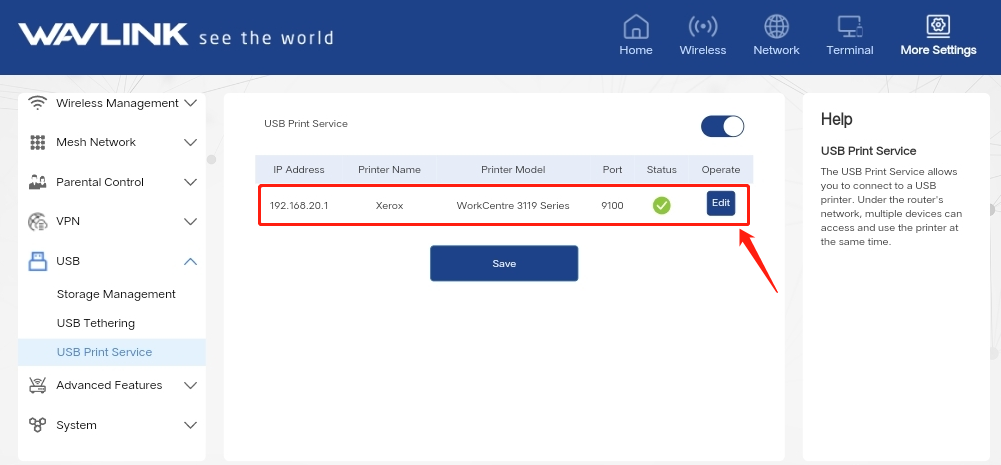 WAVLINK see the world
Home
Wireless
Network
Terminal
More Settings
Wireless Management
Mesh Network
Parental Control
VPN
USB
Storage Management
USB Tethering
USB Print Service
Advanced Features
System
USB Print Service
IP Address Printer Name Printer Model Port Status Operate
192.168.20.1 Xerox WorkCentre 3119 Series 9100 Edit
Save
Help
USB Print Service
The USB Print Service allows
you to connect to a USB
printer. Under the router's
network, multiple devices can
access and use the printer at
the same time.